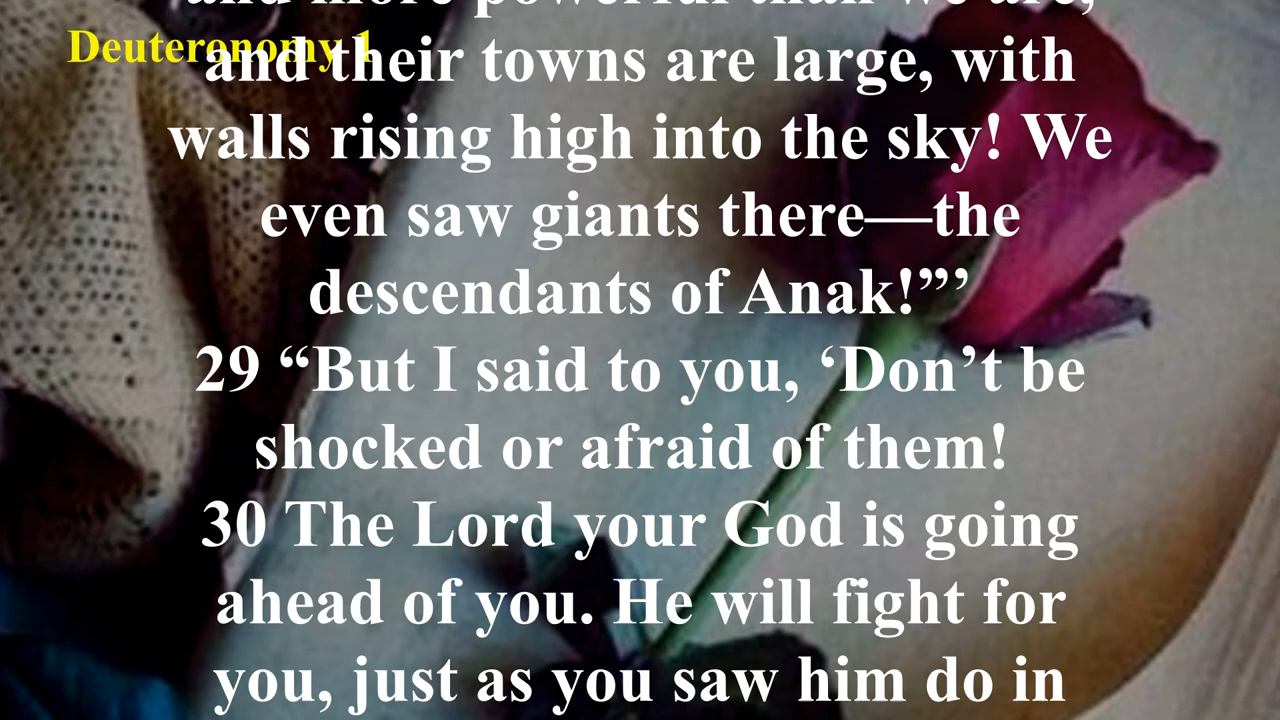 and more powerful than we are,
Deuteronomy 1
and their towns are large, with
walls rising high into the sky! We
even saw giants there—the
descendants of Anak!”’
29 “But I said to you, ‘Don’t be
shocked or afraid of them!
30 The Lord your God is going
ahead of you. He will fight for
you, just as you saw him do in